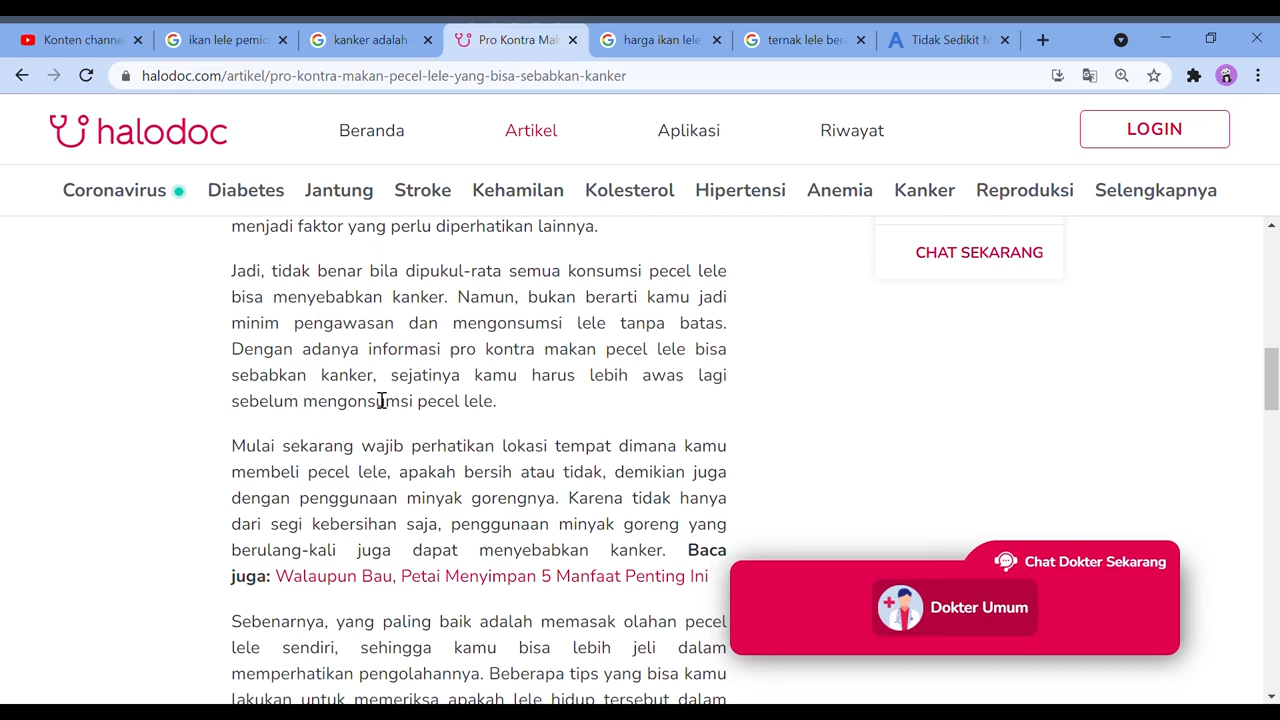 Konten channe
ikan lele pemic
kanker adalah -
Pro Kontra Mak
harga ikan lele
ternak lele ber
Tidak Sedikit M
halodoc.com/artikel/pro-kontra-makan-pecel-lele-yang-bisa-sebabkan-kanker
halodoc
Beranda
Artikel
Aplikasi
Riwayat
LOGIN
Coronavirus
Diabetes
Jantung
Stroke
Kehamilan
Kolesterol
Hipertensi
Anemia
Kanker
Reproduksi
Selengkapnya
menjadi faktor yang perlu diperhatikan lainnya.
CHAT SEKARANG
Jadi, tidak benar bila dipukul-rata semua konsumsi pecel lele
bisa menyebabkan kanker. Namun, bukan berarti kamu jadi
minim pengawasan dan mengonsumsi lele tanpa batas.
Dengan adanya informasi pro kontra makan pecel lele bisa
sebabkan kanker, sejatinya kamu harus lebih awas lagi
sebelum mengonsumsi pecel lele.
Mulai sekarang wajib perhatikan lokasi tempat dimana kamu
membeli pecel lele, apakah bersih atau tidak, demikian juga
dengan penggunaan minyak gorengnya. Karena tidak hanya
dari segi kebersihan saja, penggunaan minyak goreng yang
berulang-kali juga dapat menyebabkan kanker. Baca
juga: Walaupun Bau, Petai Menyimpan 5 Manfaat Penting Ini
Chat Dokter Sekarang
Dokter Umum
Sebenarnya, yang paling baik adalah memasak olahan pecel
lele sendiri, sehingga kamu bisa lebih jeli dalam
memperhatikan pengolahannya. Beberapa tips yang bisa kamu
lakukan untuk memeriksa apakah lele hidup tersebut dalam